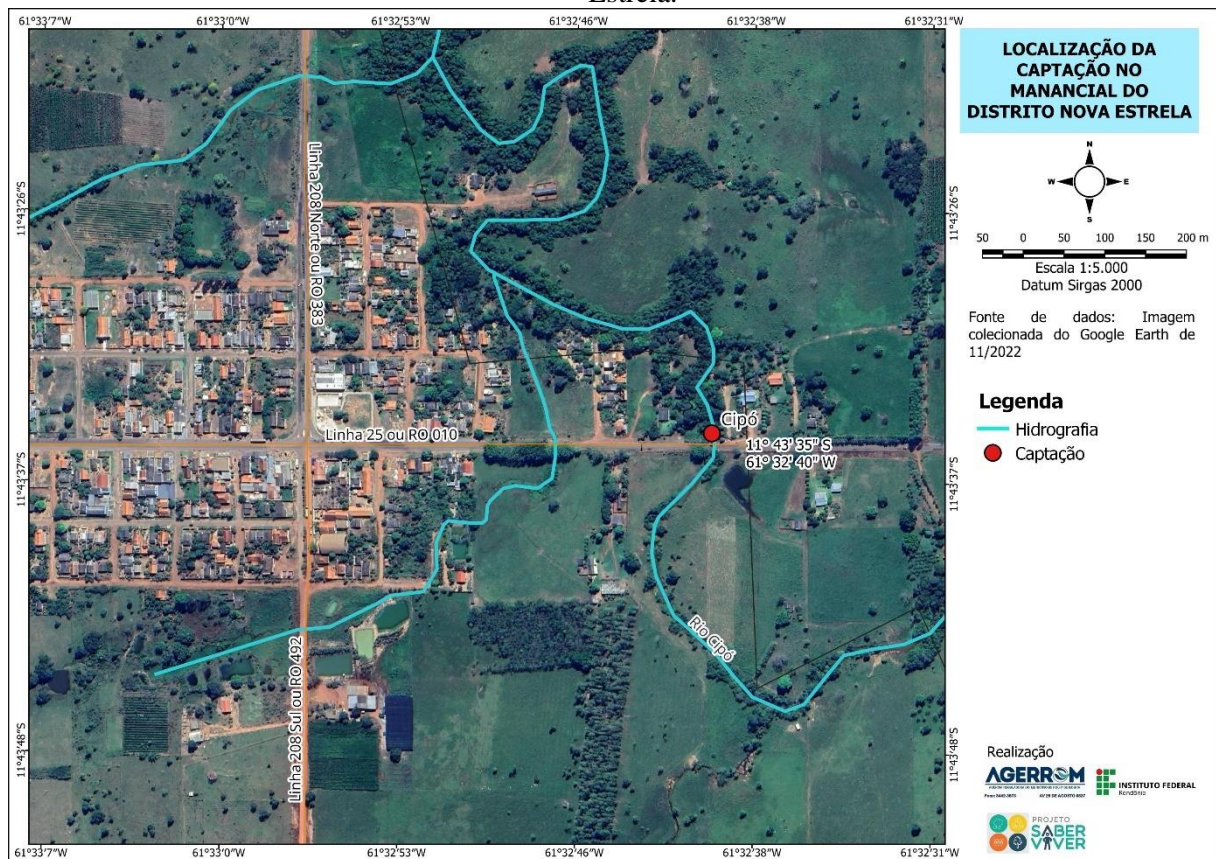 Estrela.
61°33'7"W 61°33'0"W 61°32'53"W 61°32'46"W 61°32'38"W 61°32'31"W
LOCALIZAÇÃO DA
CAPTAÇÃO NO
MANANCIAL DO
DISTRITO NOVA ESTRELA
N
W E
S
50 0 50 100 150 200 m
Escala 1:5.000
Datum Sirgas 2000
Fonte de dados: Imagem
colecionada do Google Earth de
11/2022
Legenda
Hidrografia
Captação
11°43'26"S
11°43'26"S
Linha 208 Norte ou RO 383
Linha 25 ou RO 010
Cipó
11° 43' 35" S
61° 32' 40" W
11°43'37"S
11°43'37"S
Rio Cipó
Linha 208 Sul ou RO 492
11°43'48"S
11°43'48"S
Realização
AGERROM
INSTITUTO FEDERAL
Rondônia
PROJETO
SABER
VIVER
61°33'7"W 61°33'0"W 61°32'53"W 61°32'46"W 61°32'38"W 61°32'31"W